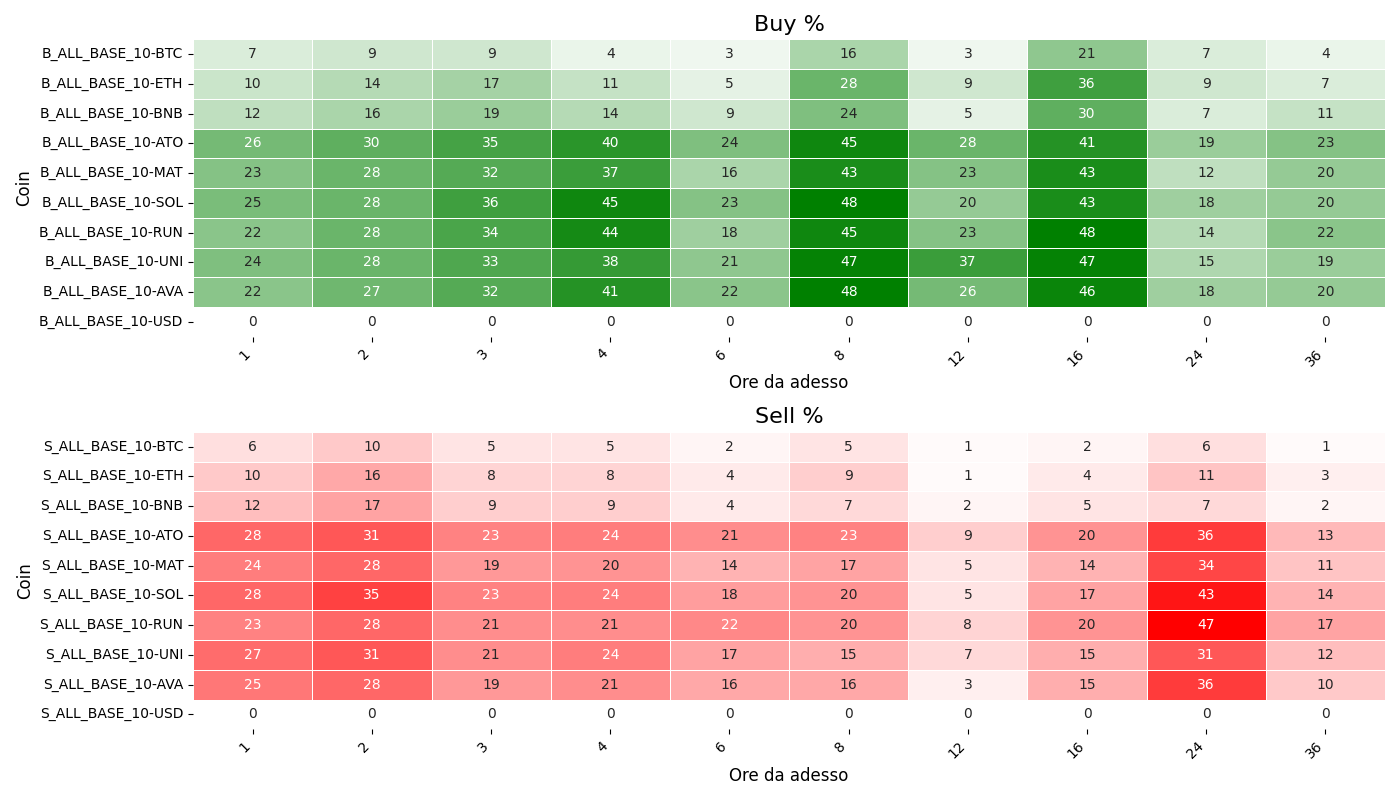 Buy %
Coin
B_ALL_BASE_10-BTC 7 9 9 4 3 16 3 21 7 4
B_ALL_BASE_10-ETH 10 14 17 11 5 28 9 36 9 7
B_ALL_BASE_10-BNB 12 16 19 14 9 24 5 30 7 11
B_ALL_BASE_10-ATO 26 30 35 40 24 45 28 41 19 23
B_ALL_BASE_10-MAT 23 28 32 37 16 43 23 43 12 20
B_ALL_BASE_10-SOL 25 28 36 45 23 48 20 43 18 20
B_ALL_BASE_10-RUN 22 28 34 44 18 45 23 48 14 22
B_ALL_BASE_10-UNI 24 28 33 38 21 47 37 47 15 19
B_ALL_BASE_10-AVA 22 27 32 41 22 48 26 46 18 20
B_ALL_BASE_10-USD 0 0 0 0 0 0 0 0 0 0
1 2 3 4 6 8 12 16 24 36
Ore da adesso
Sell %
Coin
S_ALL_BASE_10-BTC 6 10 5 5 2 5 1 2 6 1
S_ALL_BASE_10-ETH 10 16 8 8 4 9 1 4 11 3
S_ALL_BASE_10-BNB 12 17 9 9 4 7 2 5 7 2
S_ALL_BASE_10-ATO 28 31 23 24 21 23 9 20 36 13
S_ALL_BASE_10-MAT 24 28 19 20 14 17 5 14 34 11
S_ALL_BASE_10-SOL 28 35 23 24 18 20 5 17 43 14
S_ALL_BASE_10-RUN 23 28 21 21 22 20 8 20 47 17
S_ALL_BASE_10-UNI 27 31 21 24 17 15 7 15 31 12
S_ALL_BASE_10-AVA 25 28 19 21 16 16 3 15 36 10
S_ALL_BASE_10-USD 0 0 0 0 0 0 0 0 0 0
1 2 3 4 6 8 12 16 24 36
Ore da adesso